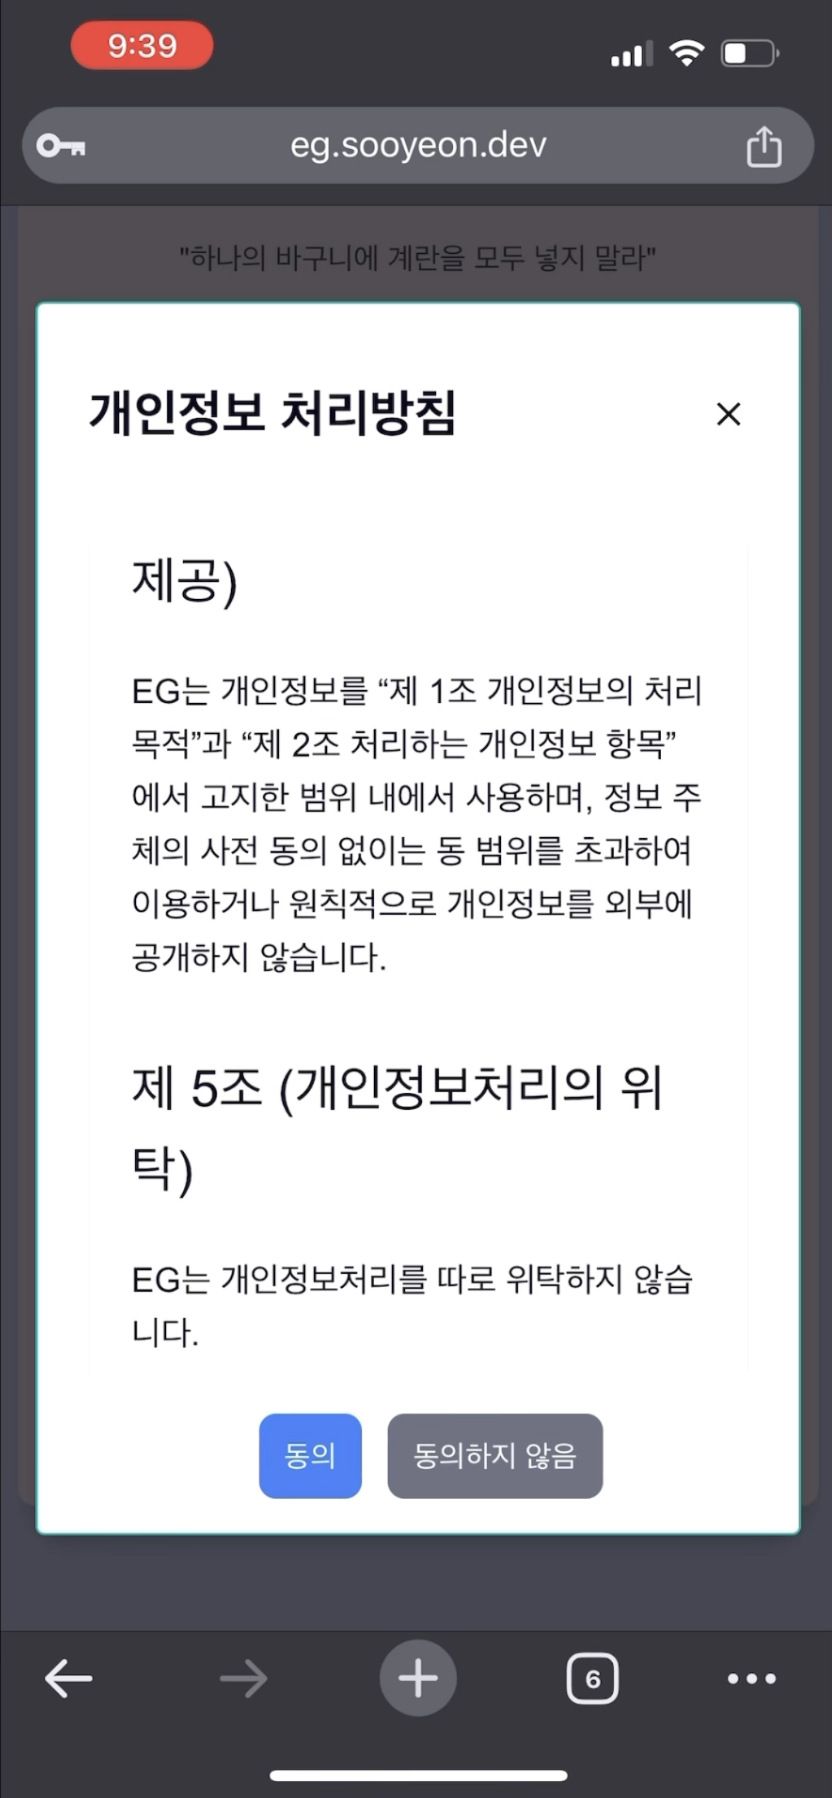 9:39
eg.sooyeon.dev
"하나의 바구니에 계란을 모두 넣지 말라"
개인정보 처리방침
제공)
EG는 개인정보를 “제 1조 개인정보의 처리
목적”과 “제 2조 처리하는 개인정보 항목”
에서 고지한 범위 내에서 사용하며, 정보 주
체의 사전 동의 없이는 동 범위를 초과하여
이용하거나 원칙적으로 개인정보를 외부에
공개하지 않습니다.
제 5조 (개인정보처리의 위
탁)
EG는 개인정보처리를 따로 위탁하지 않습
니다.
동의 동의하지 않음
6